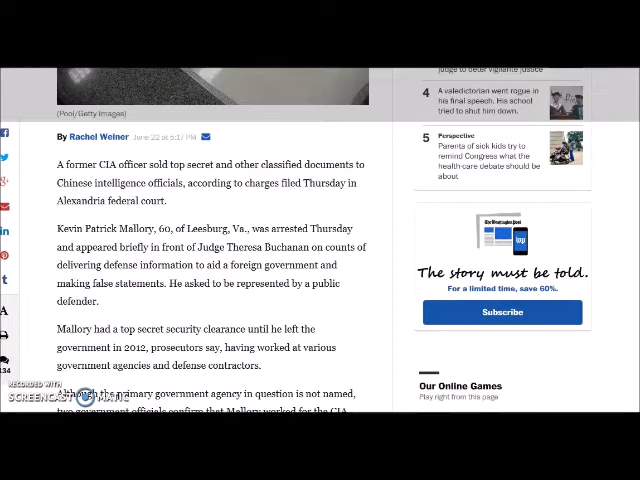 judge to deter vigilante justice
4 A valedictorian went rogue in
his final speech. His school
tried to shut him down.
(Pool/Getty Images)
By Rachel Weiner June 22 at 5:17 PM
5 Perspective
Parents of sick kids try to
remind Congress what the
health-care debate should be
about
A former CIA officer sold top secret and other classified documents to
Chinese intelligence officials, according to charges filed Thursday in
Alexandria federal court.
Kevin Patrick Mallory, 60, of Leesburg, Va., was arrested Thursday
and appeared briefly in front of Judge Theresa Buchanan on counts of
delivering defense information to aid a foreign government and
making false statements. He asked to be represented by a public
defender.
Mallory had a top secret security clearance until he left the
government in 2012, prosecutors say, having worked at various
government agencies and defense contractors.
Although the primary government agency in question is not named,
two government officials confirm that Mallory worked for the CIA
The Washington Post
wp
The story must be told.
For a limited time, save 60%.
Subscribe
Our Online Games
Play right from this page
A
134
RECORDED WITH
SCREENCAST MATIC